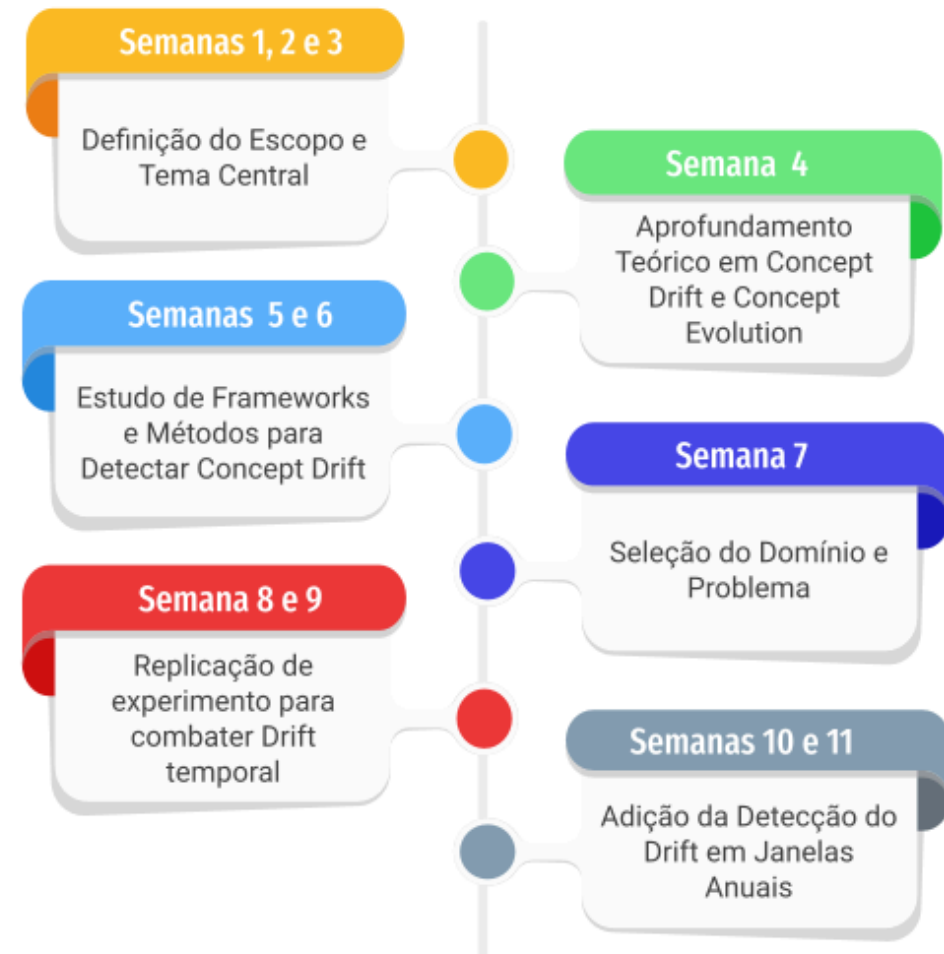 Semanas 1, 2 e 3
Definição do Escopo e
Tema Central
Semana 4
Aprofundamento
Teórico em Concept
Drift e Concept
Evolution
Semanas 5 e 6
Estudo de Frameworks
e Métodos para
Detectar Concept Drift
Semana 7
Seleção do Domínio e
Problema
Semana 8 e 9
Replicação de
experimento para
combater Drift
temporal
Semanas 10 e 11
Adição da Detecção do
Drift em Janelas
Anuais